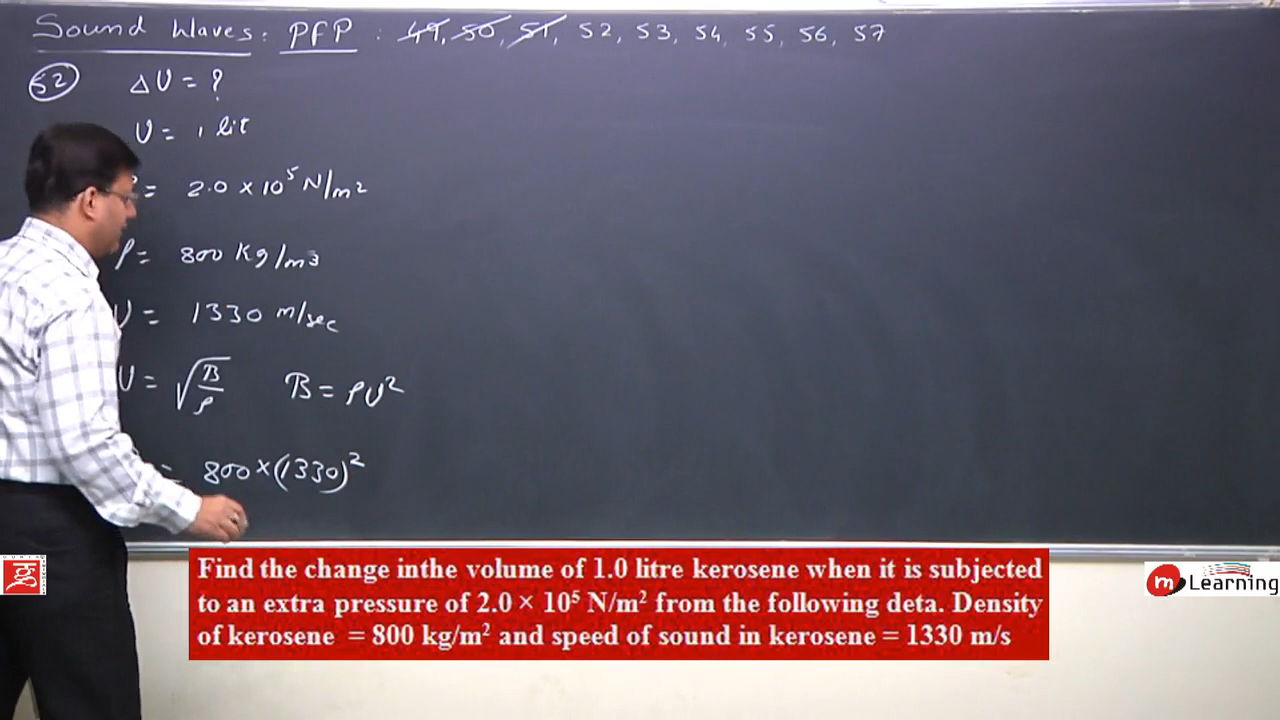 Sound Waves: PFP: 49, 50, 51, 52, 53, 54, 55, 56, 57
52 ΔV = ?
V = 1 lit
= 2.0 × 10⁵ N/m²
ρ = 800 Kg/m³
V = 1330 m/sec
V = √(B/ρ) B = ρV²
= 800 × (1330)²
Find the change inthe volume of 1.0 litre kerosene when it is subjected
to an extra pressure of 2.0 × 10⁵ N/m² from the following deta. Density
of kerosene = 800 kg/m² and speed of sound in kerosene = 1330 m/s
m Learning